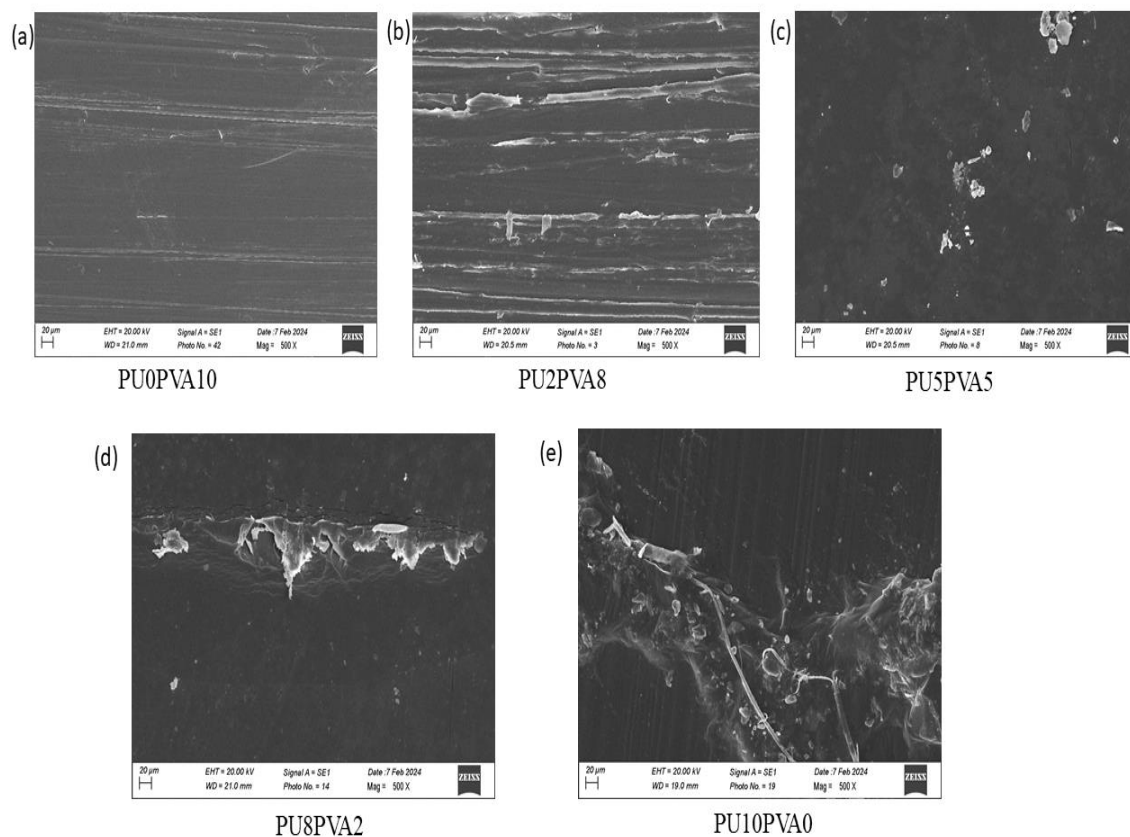 (a)
20 µm
EHT = 20.00 kV
Signal A = SE1
Date :7 Feb 2024
WD = 21.0 mm
Photo No. = 42
Mag = 500 X
ZEISS
PU0PVA10
(b)
20 µm
EHT = 20.00 kV
Signal A = SE1
Date :7 Feb 2024
WD = 20.5 mm
Photo No. = 3
Mag = 500 X
ZEISS
PU2PVA8
(c)
20 µm
EHT = 20.00 kV
Signal A = SE1
Date :7 Feb 2024
WD = 20.5 mm
Photo No. = 8
Mag = 500 X
ZEISS
PU5PVA5
(d)
20 µm
EHT = 20.00 kV
Signal A = SE1
Date :7 Feb 2024
WD = 21.0 mm
Photo No. = 14
Mag = 500 X
ZEISS
PU8PVA2
(e)
20 µm
EHT = 20.00 kV
Signal A = SE1
Date :7 Feb 2024
WD = 19.0 mm
Photo No. = 19
Mag = 500 X
ZEISS
PU10PVA0